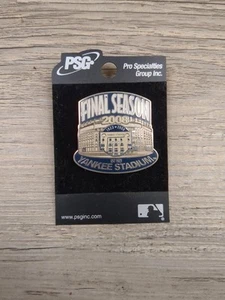 PSG
Pro Specialties
Group Inc.
FINAL SEASON
2008
YANKEE STADIUM
www.psginc.com